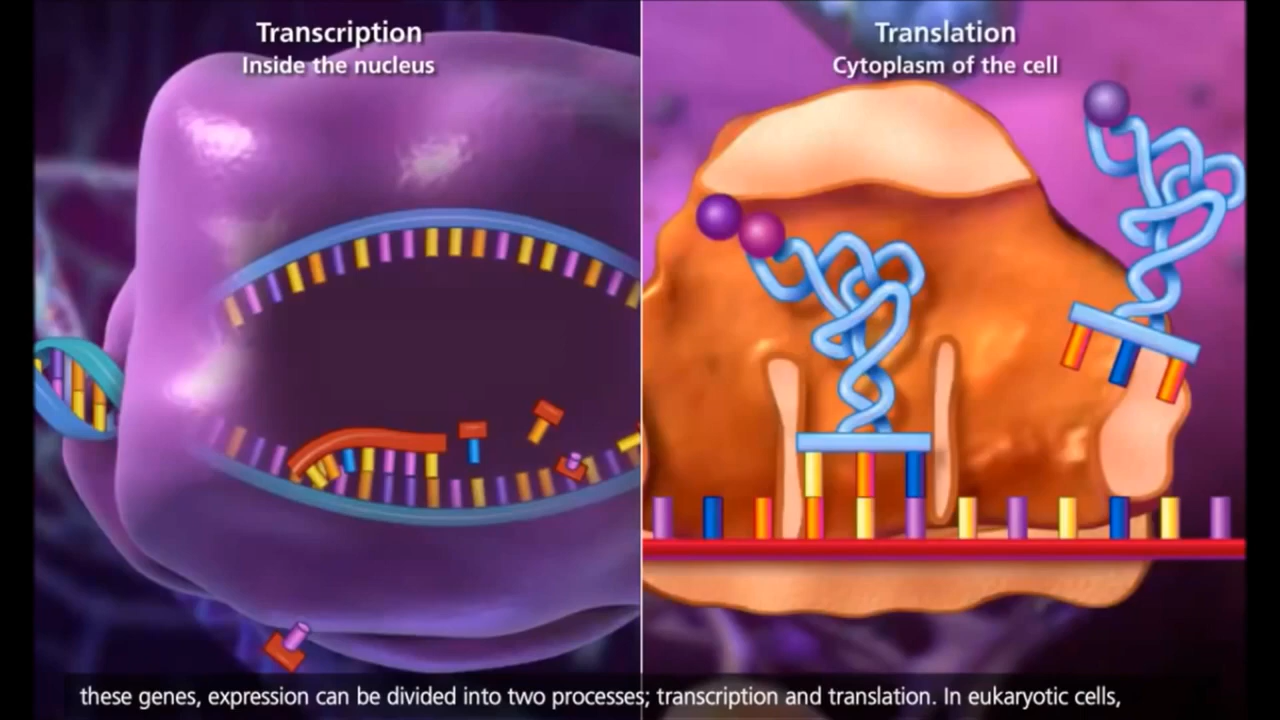 Transcription
Inside the nucleus
Translation
Cytoplasm of the cell
these genes, expression can be divided into two processes; transcription and translation. In eukaryotic cells,